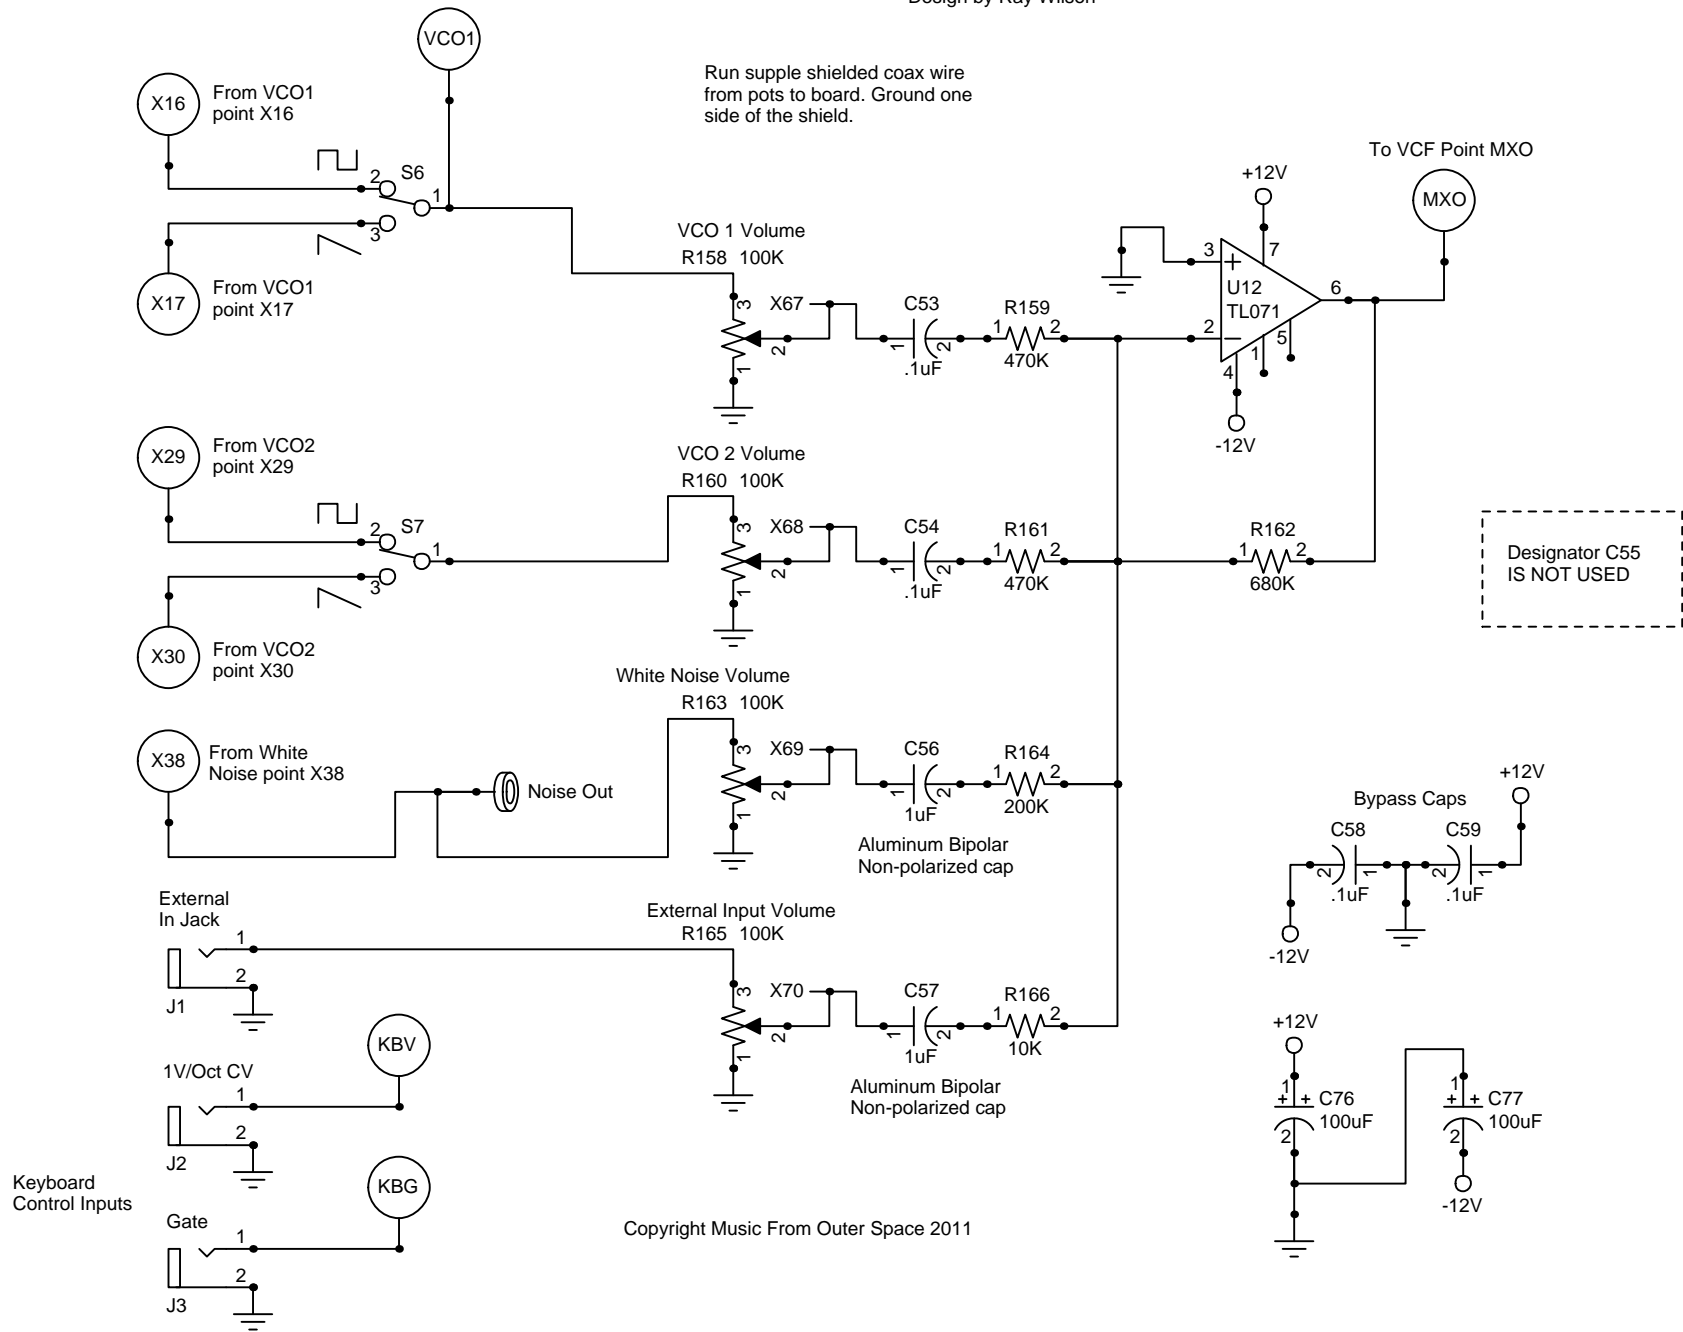 Design by Ray Wilson
VCO1
Run supple shielded coax wire
from pots to board. Ground one
side of the shield.
X16
From VCO1
point X16
2
S6
1
3
X17
From VCO1
point X17
VCO 1 Volume
R158 100K
3
X67
2
1
C53
1
2
.1uF
R159
1
2
470K
To VCF Point MXO
MXO
+12V
3
7
U12
TL071
6
2
5
1
4
-12V
X29
From VCO2
point X29
2
S7
1
3
X30
From VCO2
point X30
VCO 2 Volume
R160 100K
3
X68
2
1
C54
1
2
.1uF
R161
1
2
470K
R162
1
2
680K
Designator C55
IS NOT USED
White Noise Volume
R163 100K
3
X69
2
1
C56
1
2
1uF
R164
1
2
200K
Aluminum Bipolar
Non-polarized cap
X38
From White
Noise point X38
Noise Out
+12V
Bypass Caps
C58
2
1
.1uF
C59
2
1
.1uF
-12V
External
In Jack
1
2
J1
External Input Volume
R165 100K
3
X70
2
1
C57
1
2
1uF
R166
1
2
10K
Aluminum Bipolar
Non-polarized cap
KBV
1V/Oct CV
1
2
J2
+12V
1
+ +
C76
100uF
2
1
+ +
C77
100uF
2
-12V
Keyboard
Control Inputs
KBG
Gate
1
2
J3
Copyright Music From Outer Space 2011